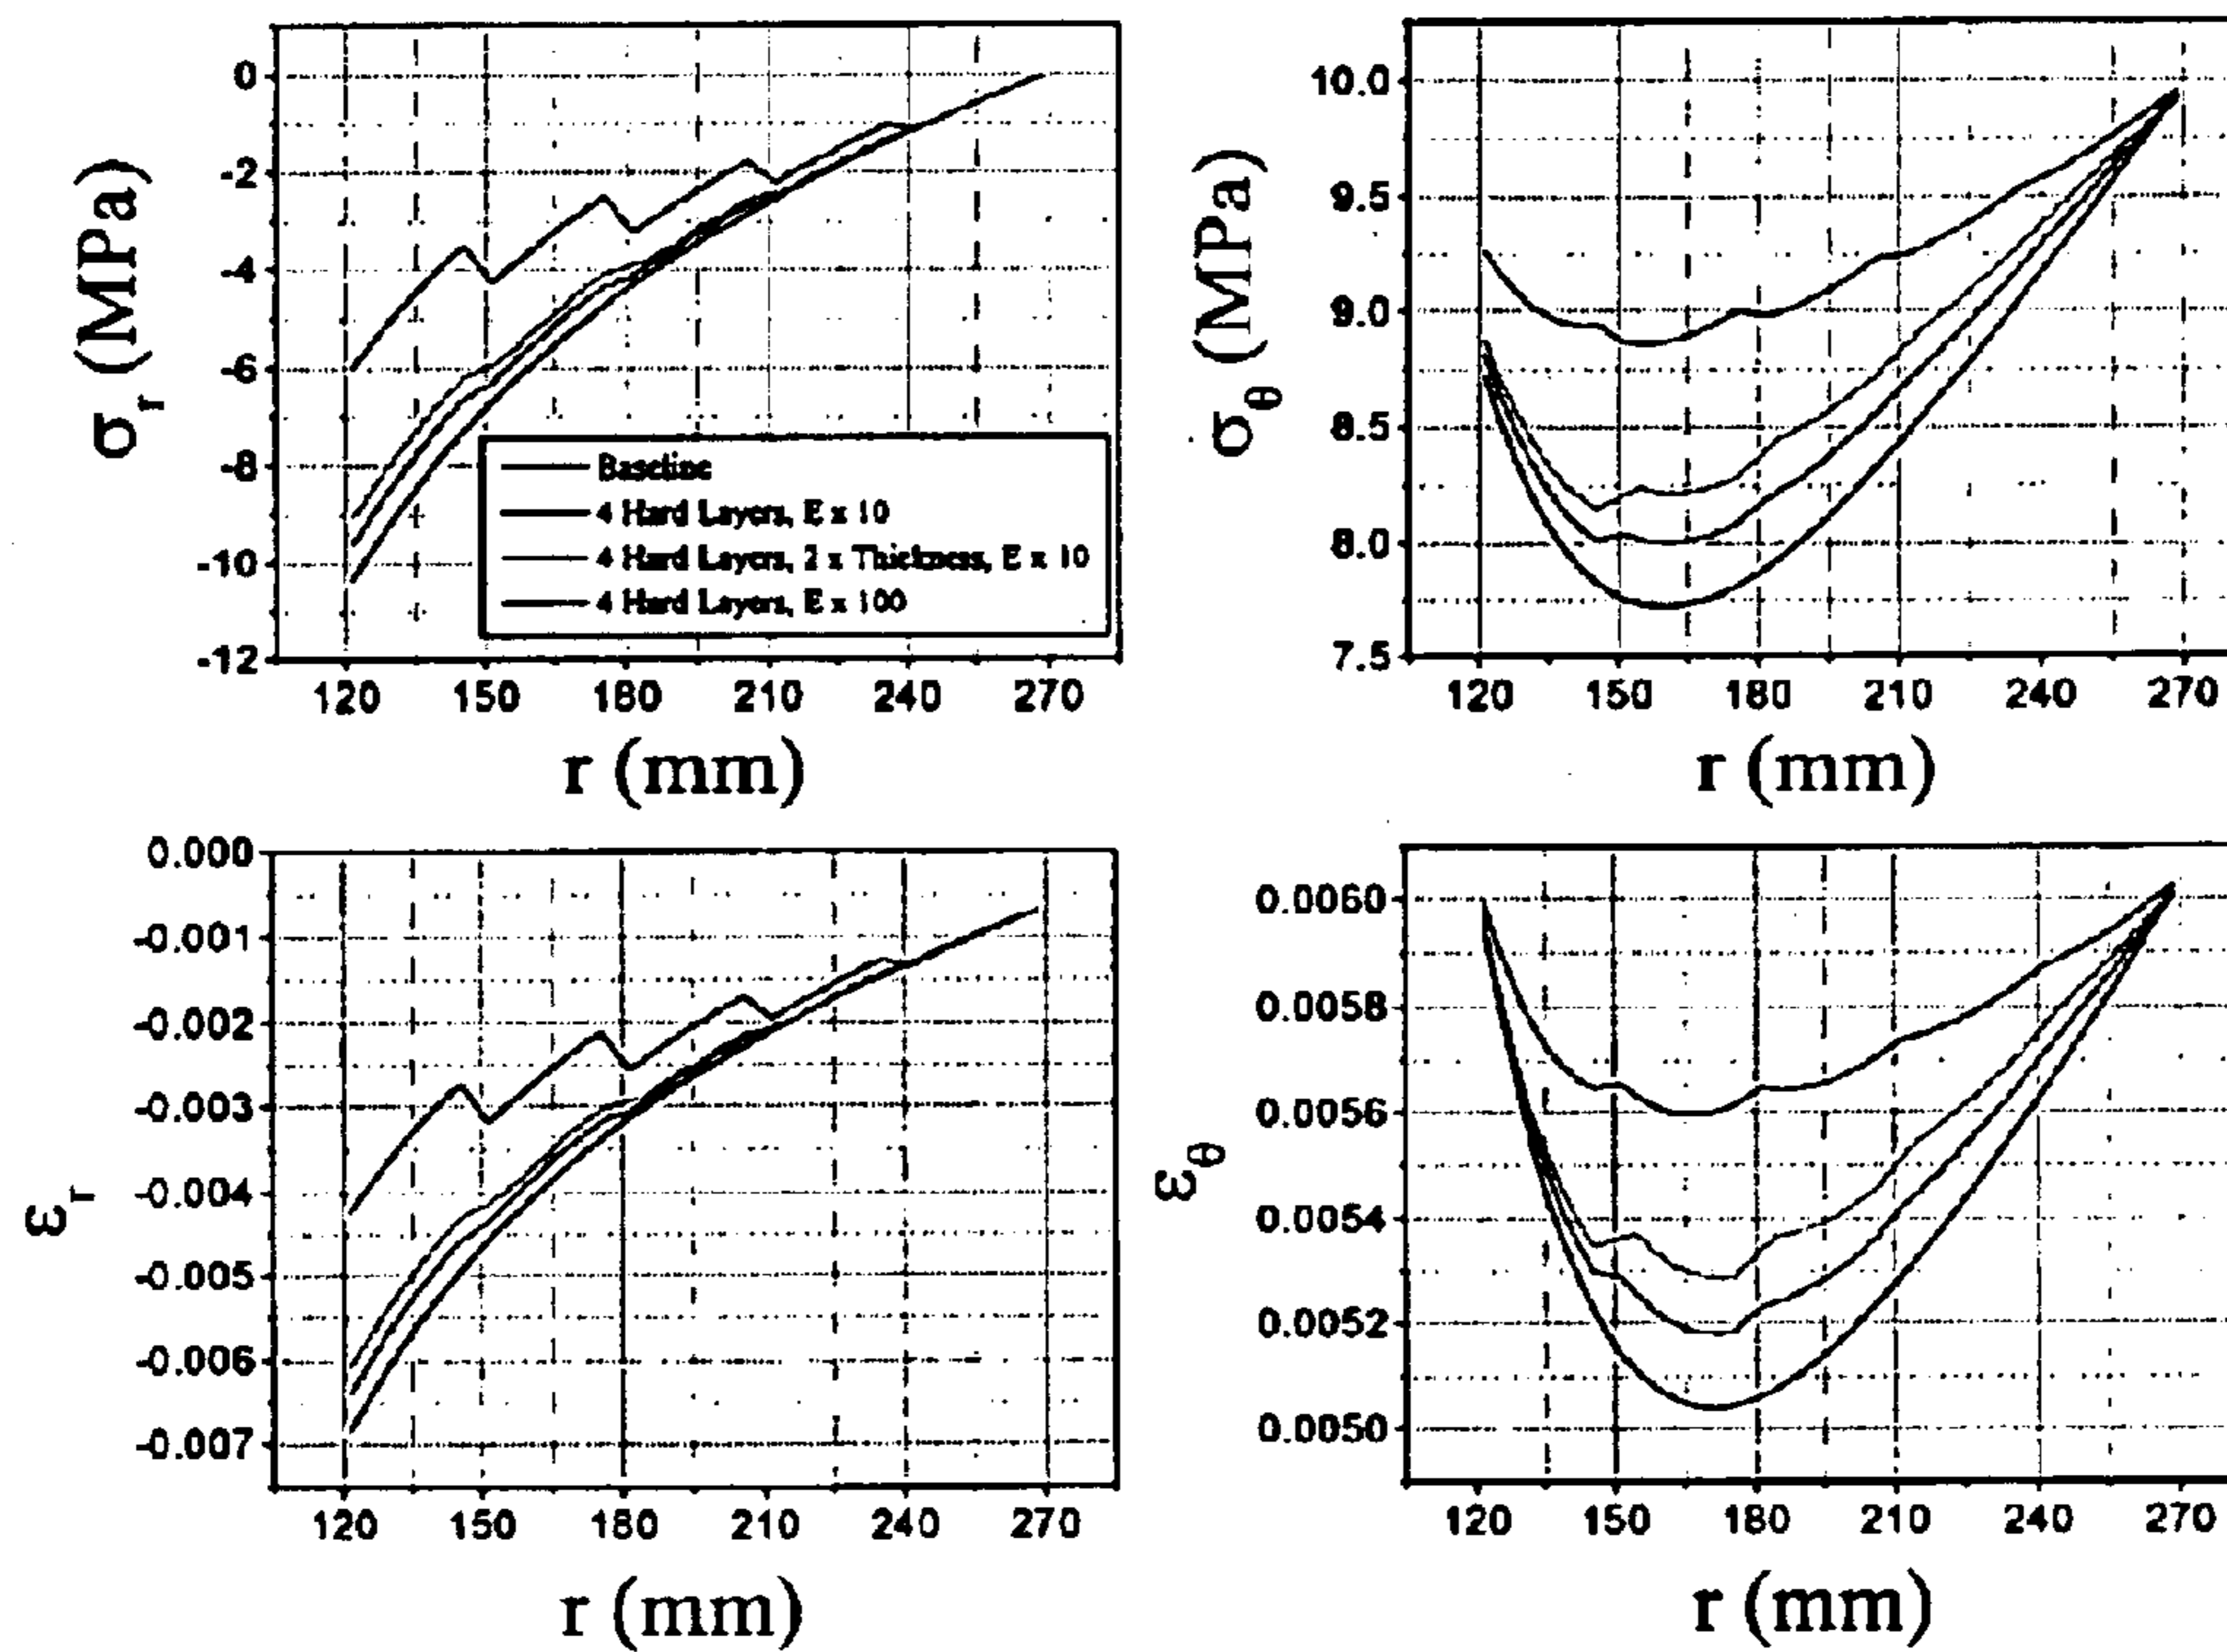 σr (MPa)
0
-2
-4
-6
-8
-10
-12
Baseline
4 Hard Layers, E x 10
4 Hard Layers, 2 x Thickness, E x 10
4 Hard Layers, E x 100
120 150 180 210 240 270
r (mm)
σθ (MPa)
10.0
9.5
9.0
8.5
8.0
7.5
120 150 180 210 240 270
r (mm)
εr
0.000
-0.001
-0.002
-0.003
-0.004
-0.005
-0.006
-0.007
120 150 180 210 240 270
r (mm)
εθ
0.0060
0.0058
0.0056
0.0054
0.0052
0.0050
120 150 180 210 240 270
r (mm)